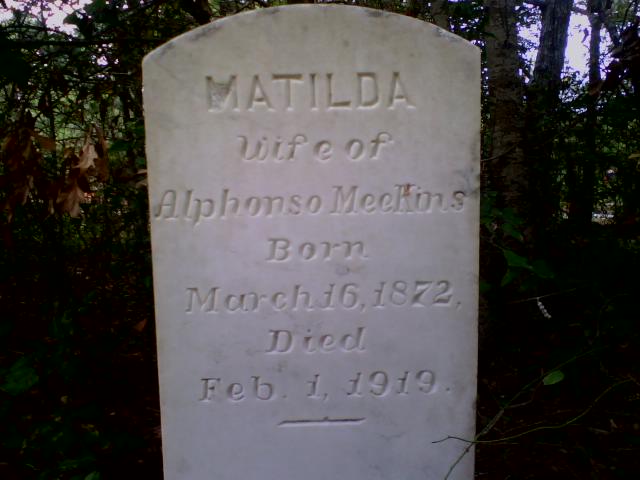 MATILDA
Wife of
Alphonso Meekins
Born
March 16, 1872,
Died
Feb. 1, 1919.